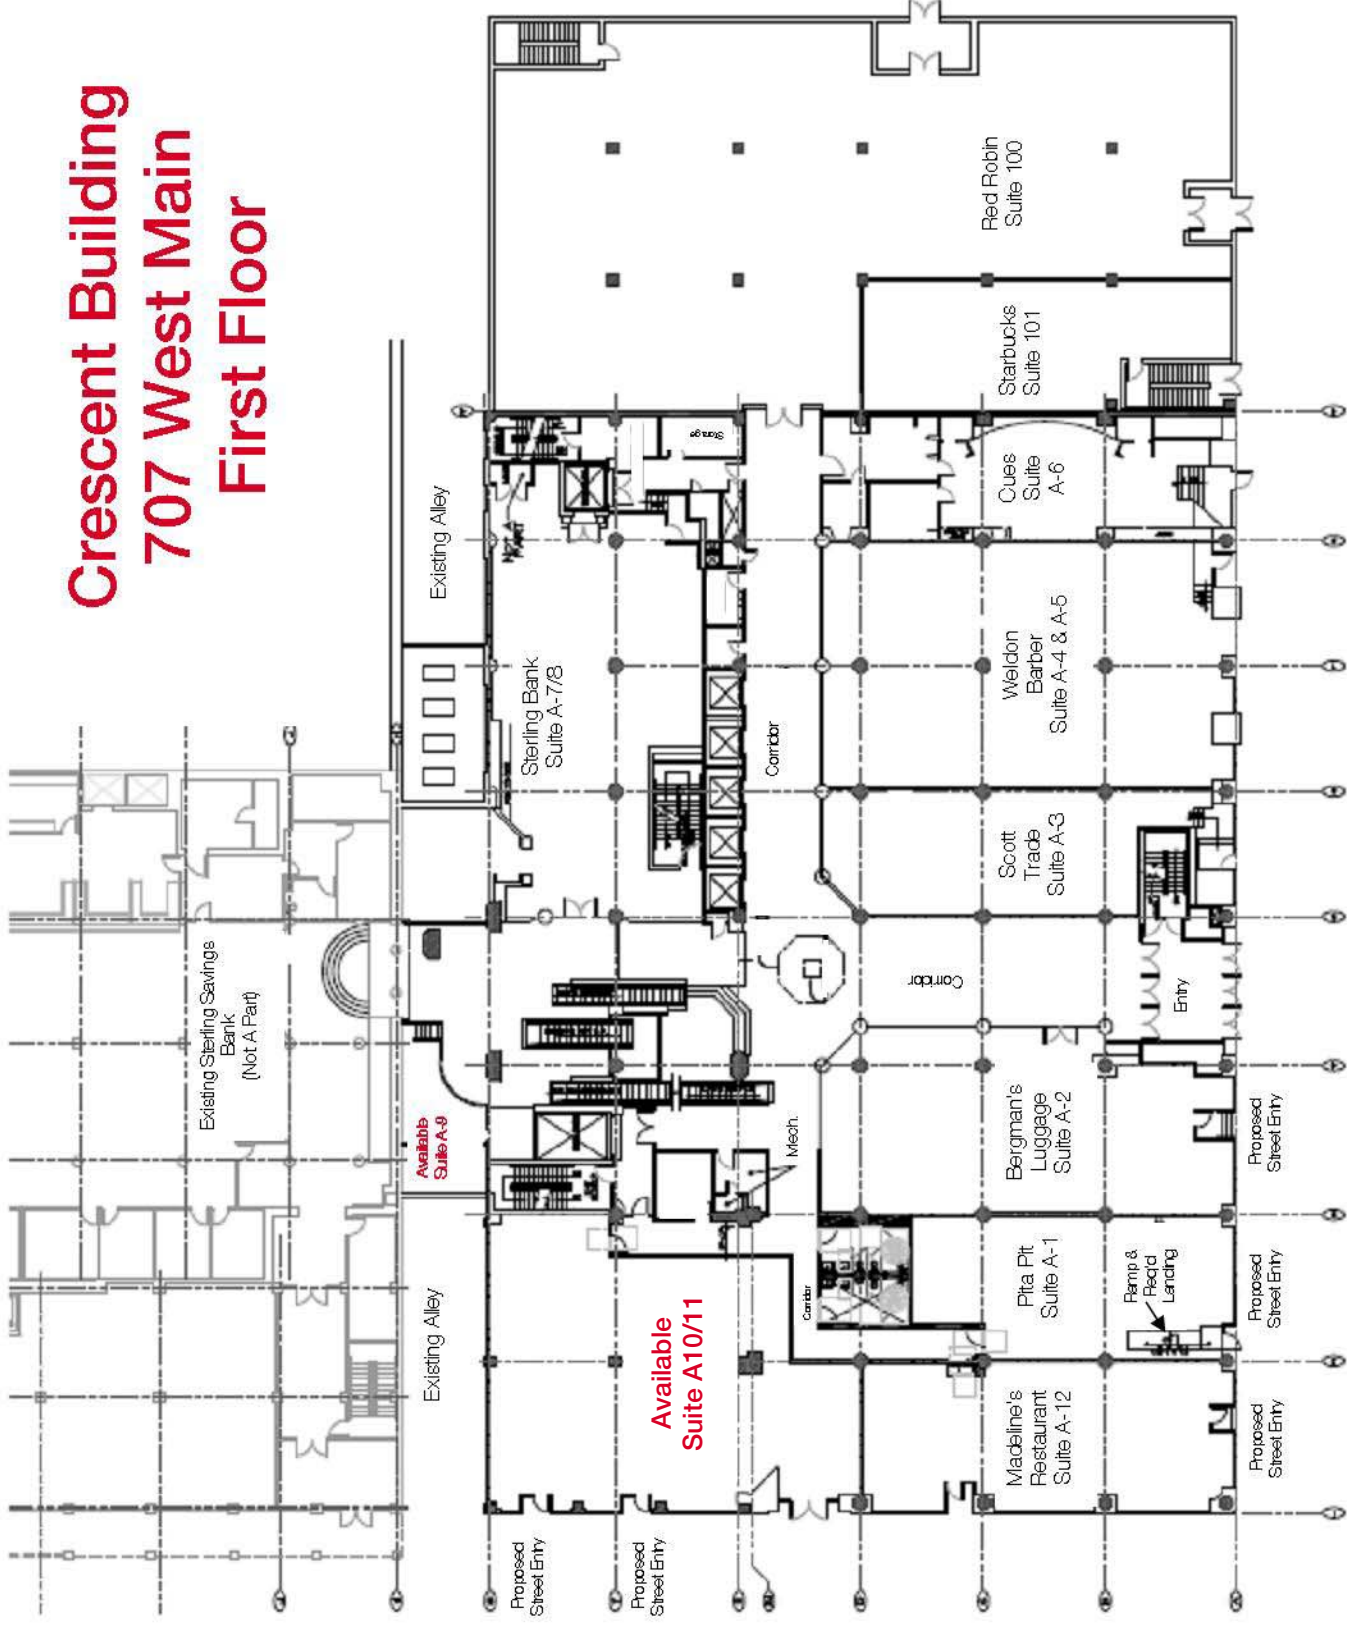 Crescent Building
707 West Main
First Floor
Existing Sterling Savings
Bank
(Not A Part)
Existing Alley
Existing Alley
Available
Suite A-9
Sterling Bank
Suite A-7/8
NOT A
PART
Storage
Corridor
Mech.
Available
Suite A10/11
Corridor
Corridor
Entry
Red Robin
Suite 100
Starbucks
Suite 101
Cues
Suite
A-6
Weldon
Barber
Suite A-4 & A-5
Scott
Trade
Suite A-3
Bergman's
Luggage
Suite A-2
Pita Pit
Suite A-1
Ramp &
Req'd
Landing
Madeline's
Restaurant
Suite A-12
Proposed
Street Entry
Proposed
Street Entry
Proposed
Street Entry
Proposed
Street Entry
Proposed
Street Entry